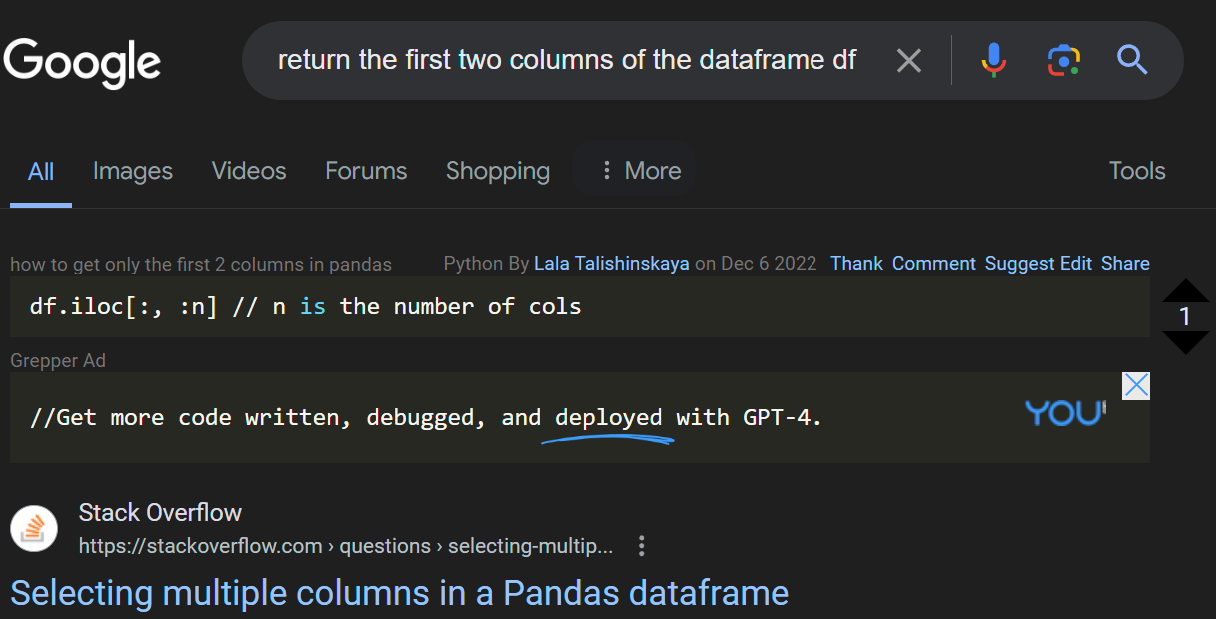 Google
return the first two columns of the dataframe df
All Images Videos Forums Shopping More Tools
how to get only the first 2 columns in pandas Python By Lala Talishinskaya on Dec 6 2022 Thank Comment Suggest Edit Share
df.iloc[:, :n] // n is the number of cols
1
Grepper Ad
//Get more code written, debugged, and deployed with GPT-4.
YOU
Stack Overflow
https://stackoverflow.com › questions › selecting-multip...
Selecting multiple columns in a Pandas dataframe